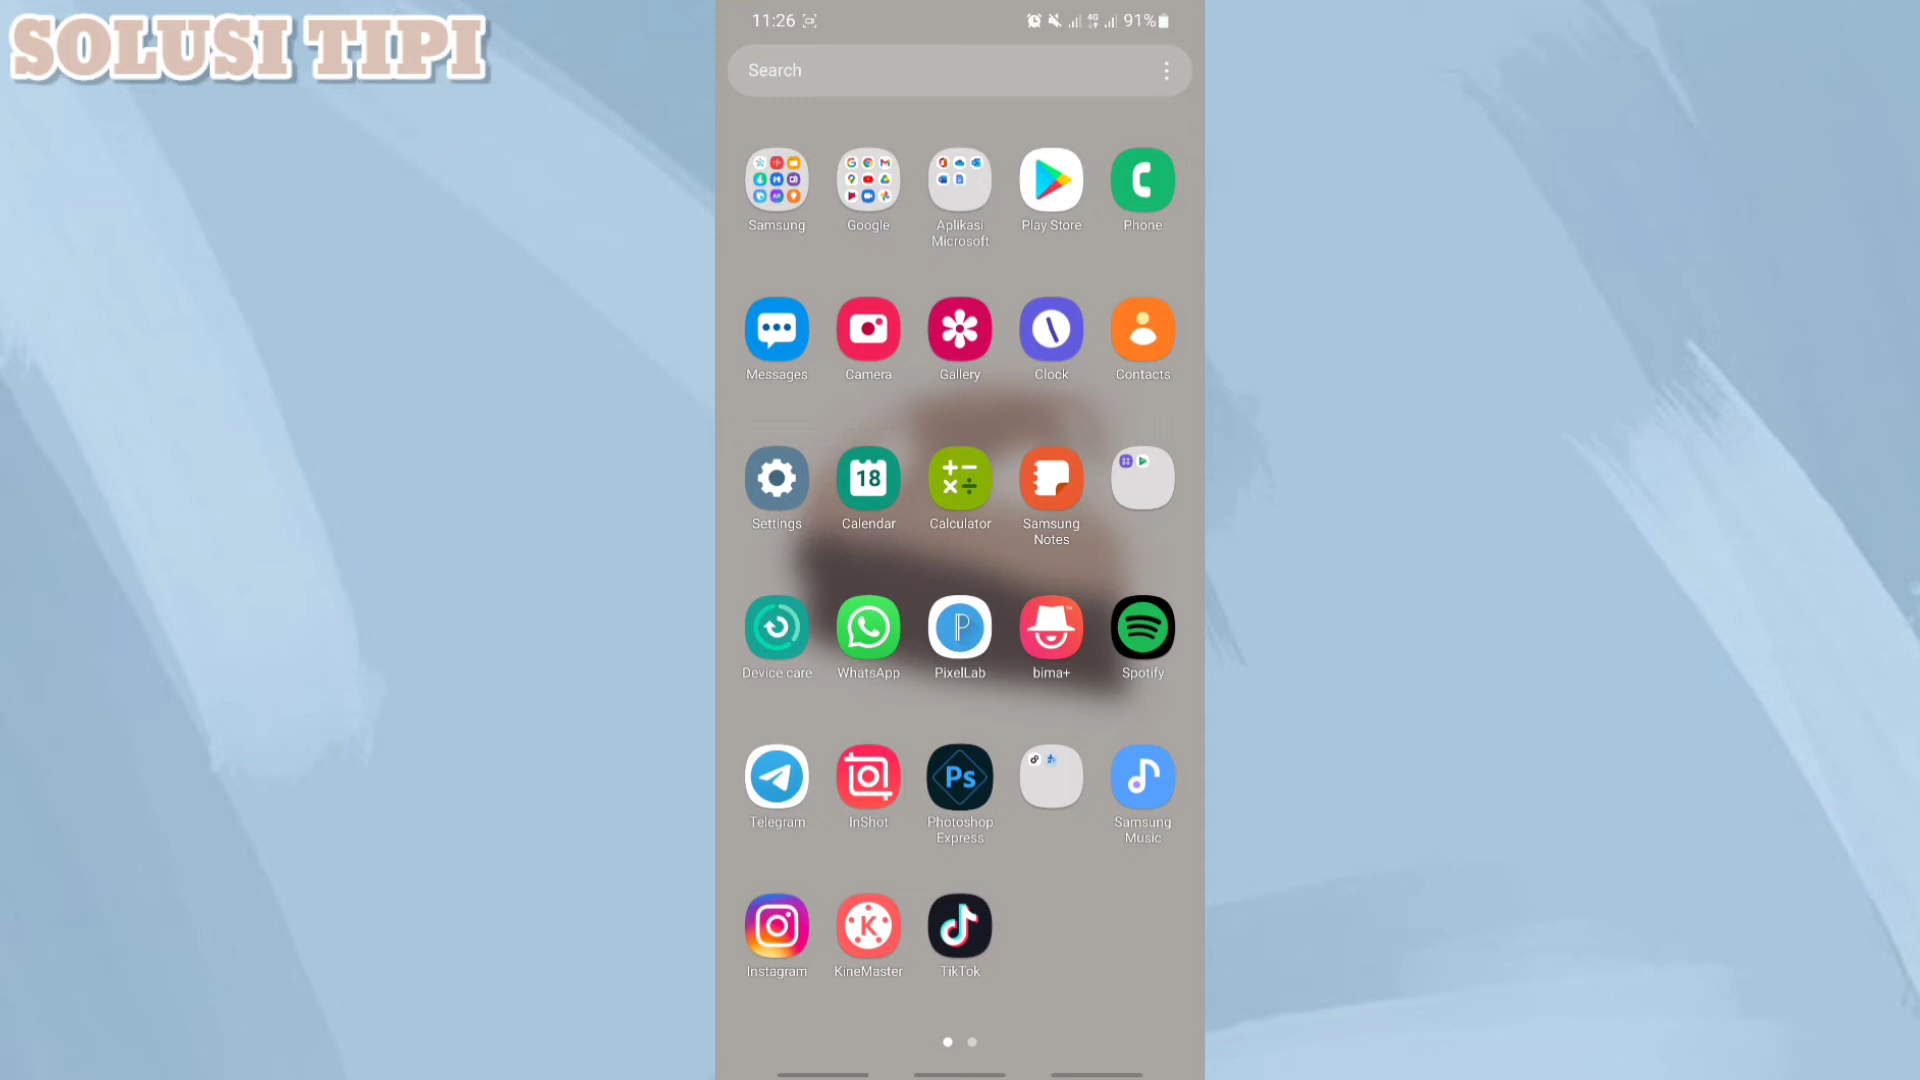 SOLUSI TIPI
11:26
4G
91%
Search
Samsung
Google
Aplikasi
Microsoft
Play Store
Phone
Messages
Camera
Gallery
Clock
Contacts
Settings
18
Calendar
Calculator
Samsung
Notes
Device care
WhatsApp
P
PixelLab
bima+
Spotify
Telegram
InShot
Ps
Photoshop
Express
Samsung
Music
Instagram
K
KineMaster
TikTok